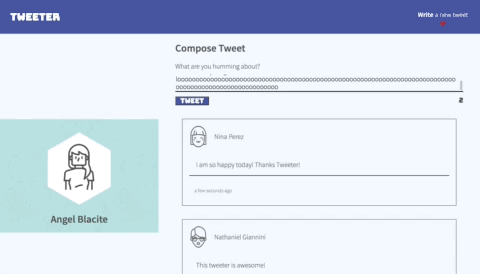 TWEETER
Write a new tweet
Compose Tweet
What are you humming about?
TWEET
2
Nina Perez
I am so happy today! Thanks Tweeter!
a few seconds ago
Angel Blacite
Nathaniel Giannini
This tweeter is awesome!